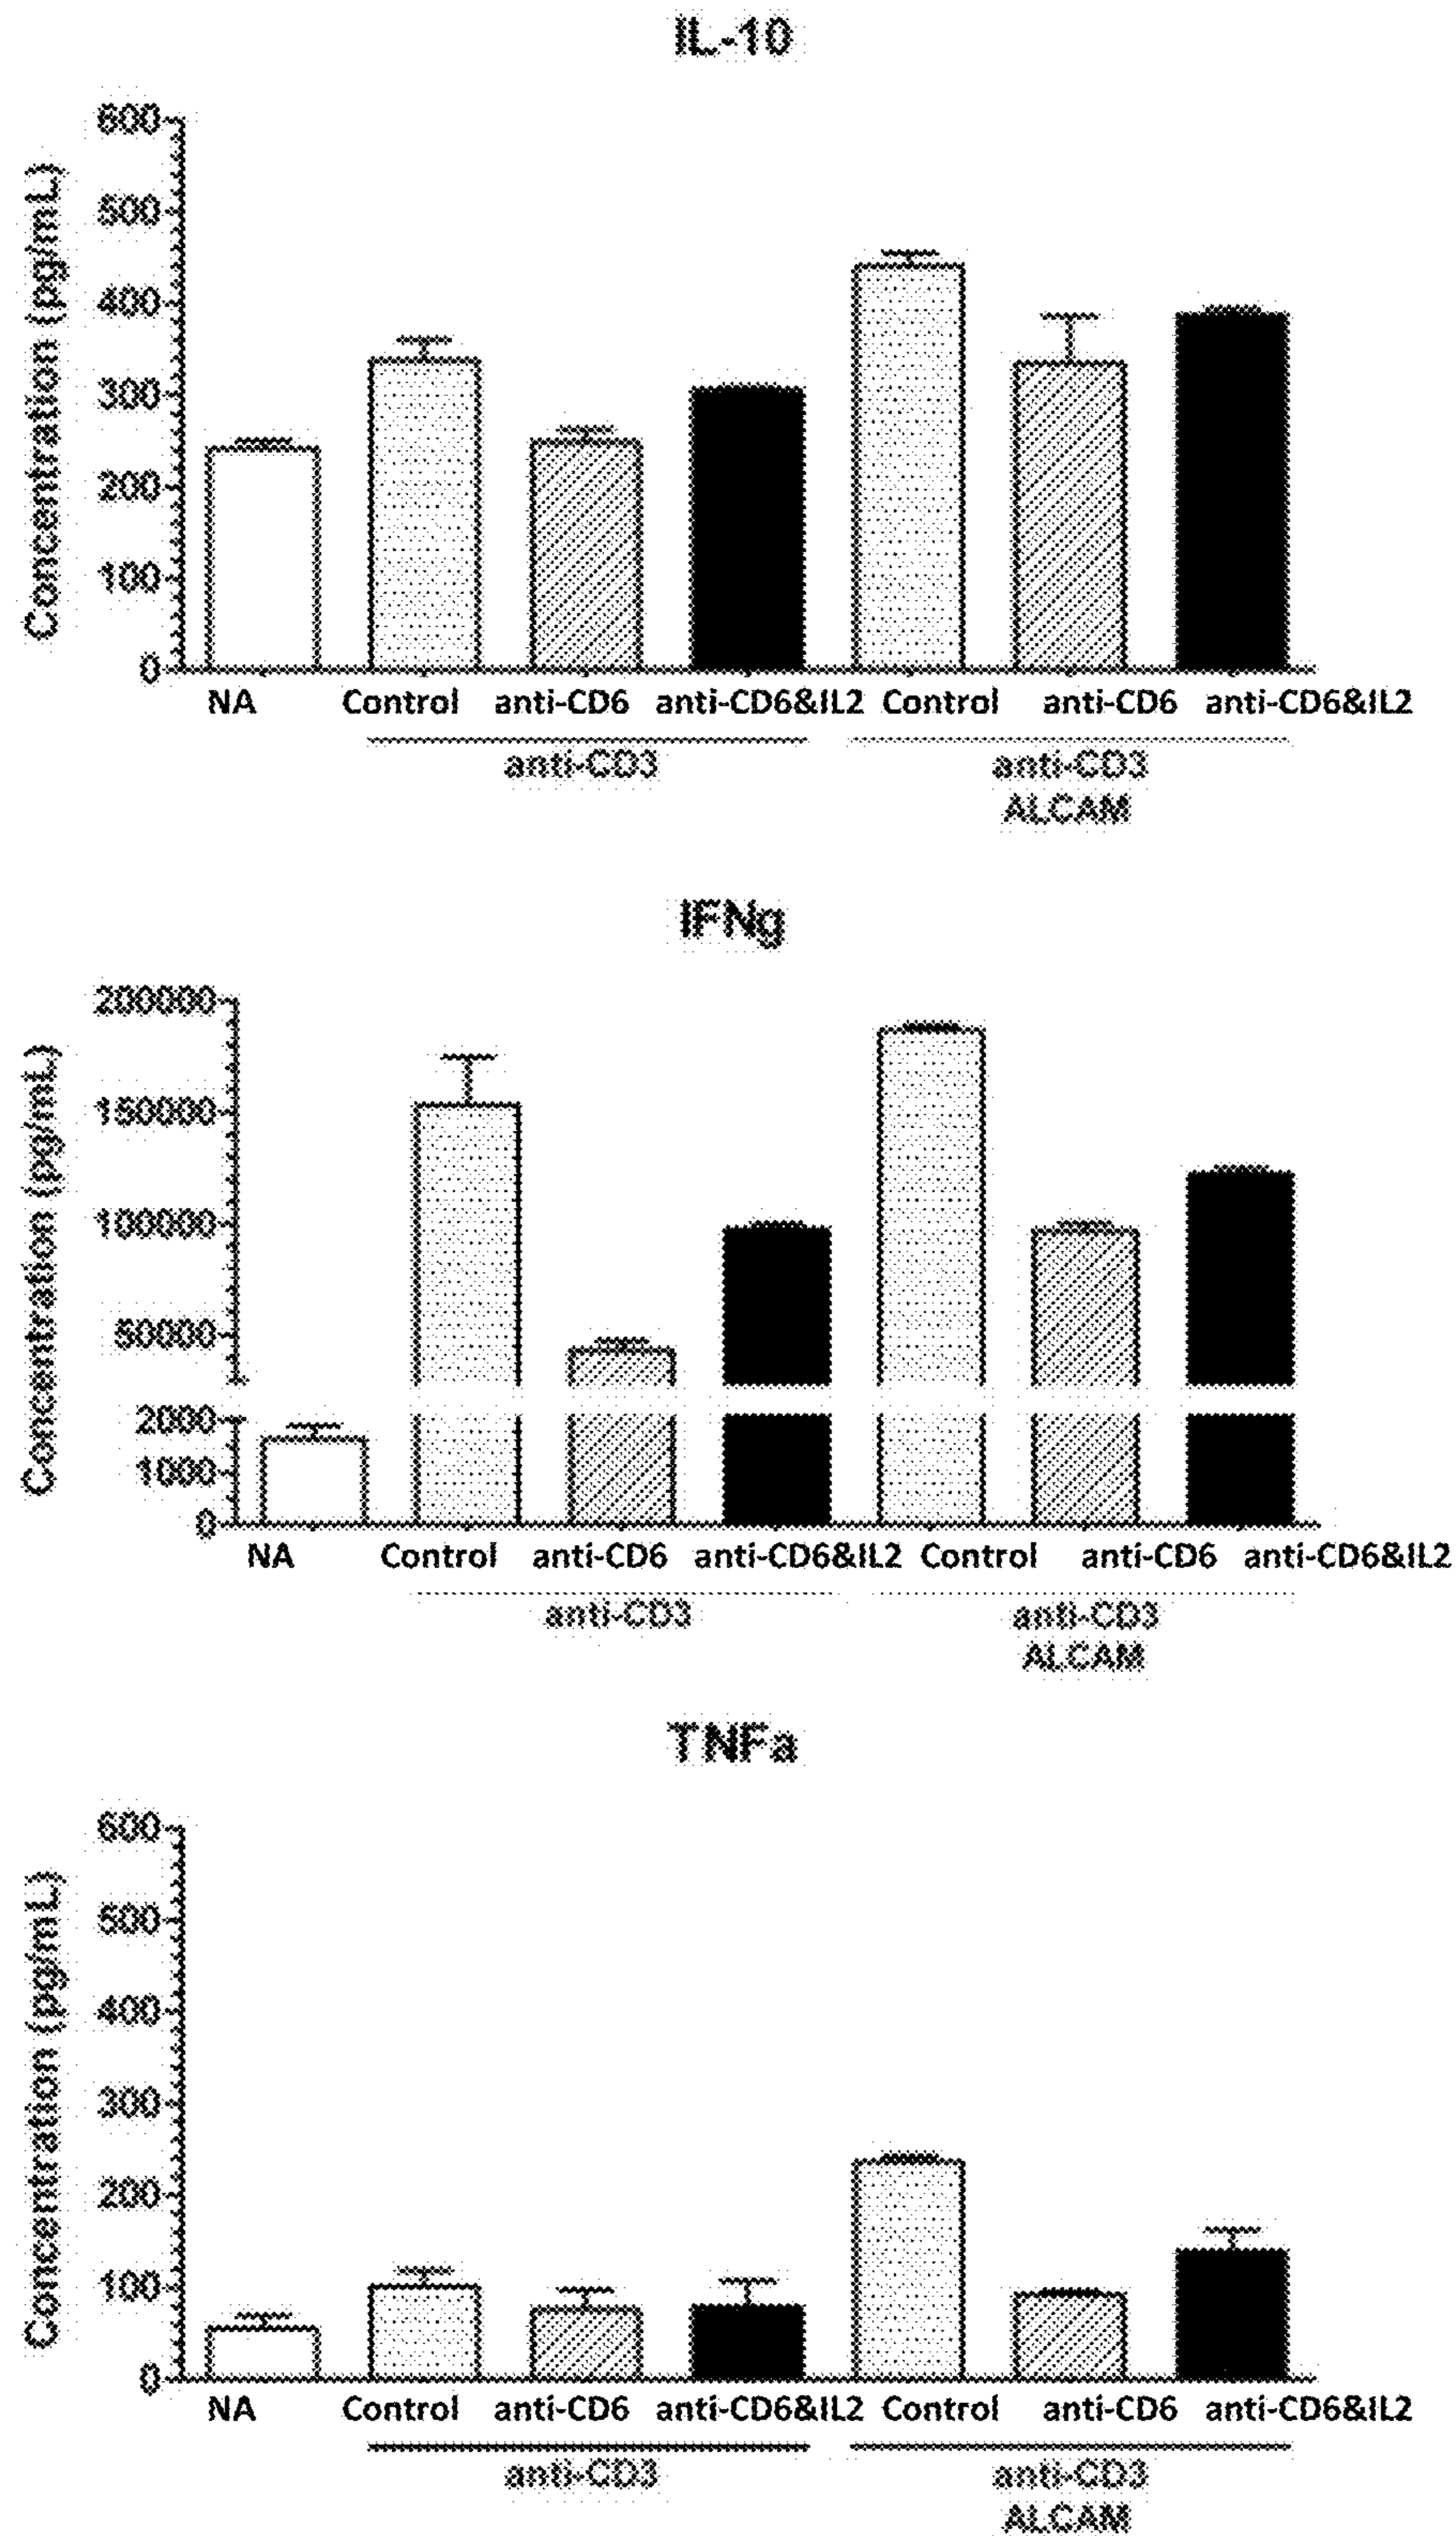 IL-10
Concentration (pg/mL)
600
500
400
300
200
100
0
NA Control anti-CD6 anti-CD6&IL2 Control anti-CD6 anti-CD6&IL2
anti-CD3 anti-CD3
ALCAM
IFNg
Concentration (pg/mL)
200000
150000
100000
50000
2000
1000
0
NA Control anti-CD6 anti-CD6&IL2 Control anti-CD6 anti-CD6&IL2
anti-CD3 anti-CD3
ALCAM
TNFa
Concentration (pg/mL)
600
500
400
300
200
100
0
NA Control anti-CD6 anti-CD6&IL2 Control anti-CD6 anti-CD6&IL2
anti-CD3 anti-CD3
ALCAM